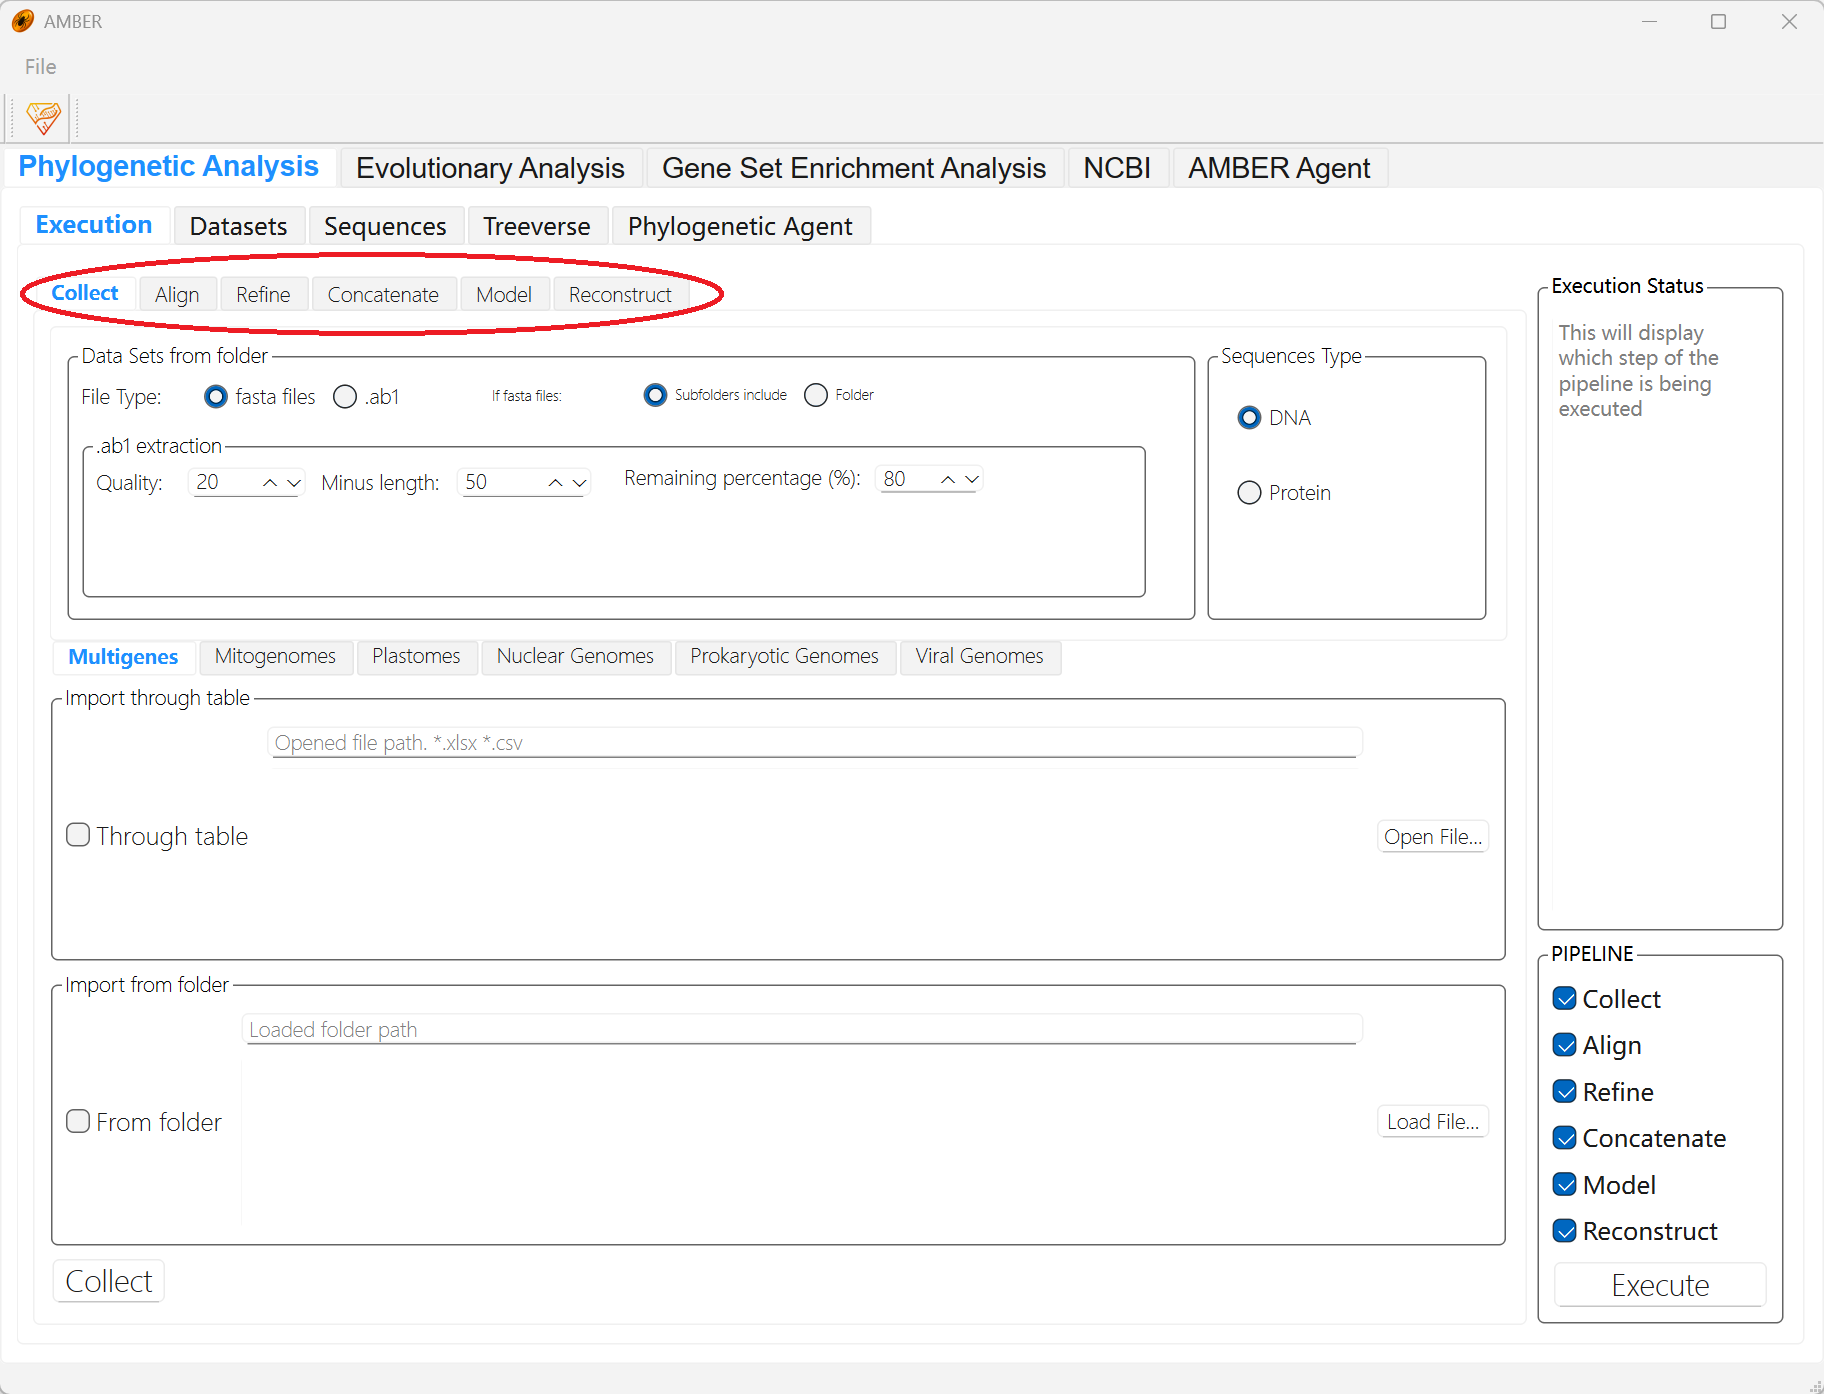 AMBER
File
Phylogenetic Analysis Evolutionary Analysis Gene Set Enrichment Analysis NCBI AMBER Agent
Execution Datasets Sequences Treeverse Phylogenetic Agent
Collect Align Refine Concatenate Model Reconstruct
Data Sets from folder
File Type: fasta files .ab1 If fasta files: Subfolders include Folder
.ab1 extraction
Quality: 20 Minus length: 50 Remaining percentage (%): 80
Sequences Type
DNA
Protein
Multigenes Mitogenomes Plastomes Nuclear Genomes Prokaryotic Genomes Viral Genomes
Import through table
Opened file path. *.xlsx *.csv
Through table
Open File...
Import from folder
Loaded folder path
From folder
Load File...
Collect
Execution Status
This will display
which step of the
pipeline is being
executed
PIPELINE
Collect
Align
Refine
Concatenate
Model
Reconstruct
Execute